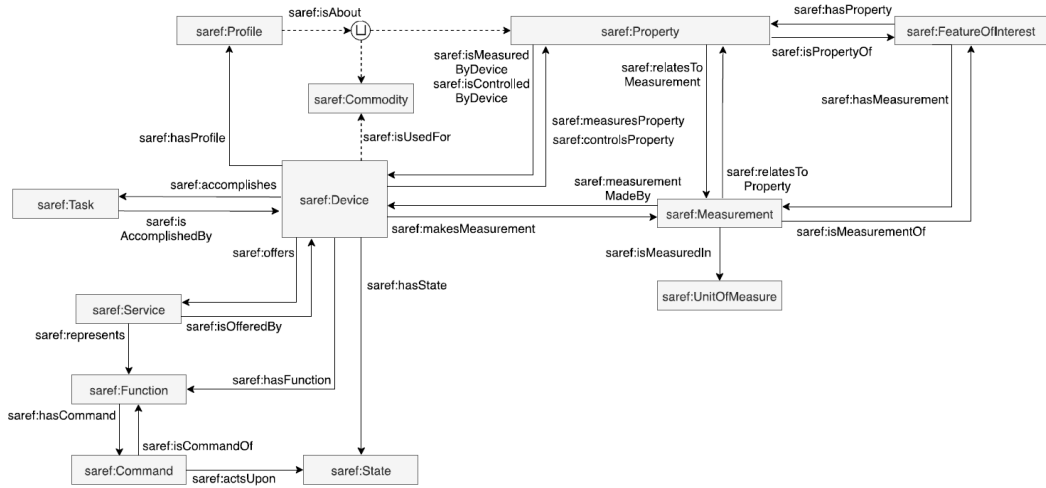 saref:isAbout
saref:hasProperty
saref:Profile
⊔
saref:Property
saref:FeatureOfInterest
saref:isPropertyOf
saref:isMeasured
ByDevice
saref:isControlled
ByDevice
saref:relatesTo
Measurement
saref:hasMeasurement
saref:Commodity
saref:measuresProperty
saref:controlsProperty
saref:hasProfile
saref:isUsedFor
saref:relatesTo
Property
saref:accomplishes
saref:Device
saref:measurement
MadeBy
saref:Task
saref:is
AccomplishedBy
saref:Measurement
saref:makesMeasurement
saref:isMeasurementOf
saref:offers
saref:isMeasuredIn
saref:hasState
saref:UnitOfMeasure
saref:Service
saref:isOfferedBy
saref:represents
saref:hasFunction
saref:Function
saref:hasCommand
saref:isCommandOf
saref:Command
saref:actsUpon
saref:State